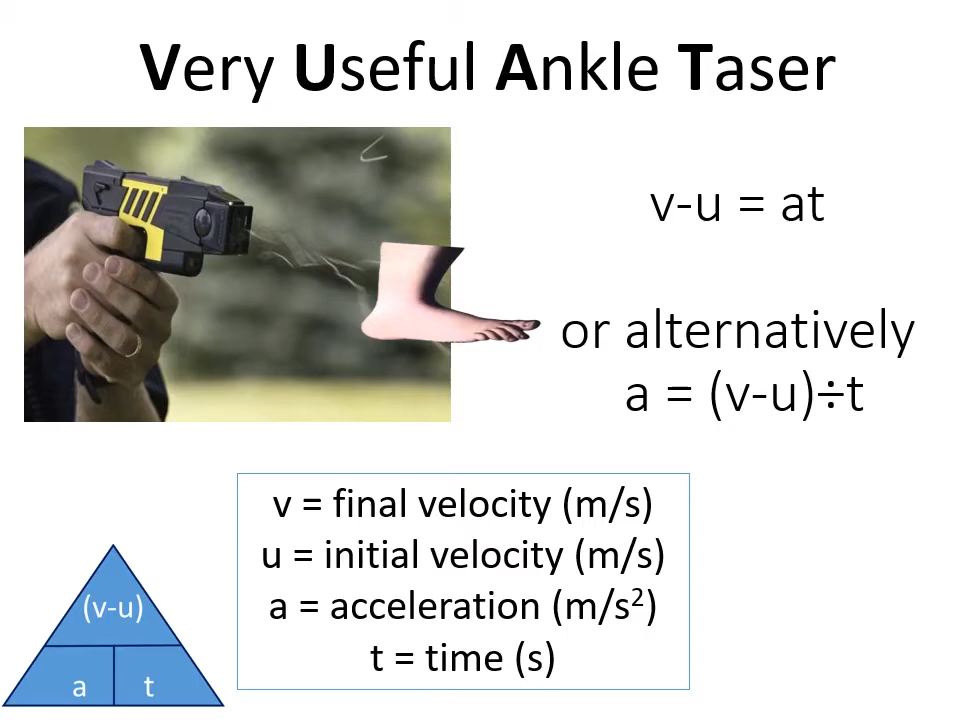 Very Useful Ankle Taser
v-u = at
or alternatively
a = (v-u)÷t
v = final velocity (m/s)
u = initial velocity (m/s)
a = acceleration (m/s²)
t = time (s)
(v-u)
a t